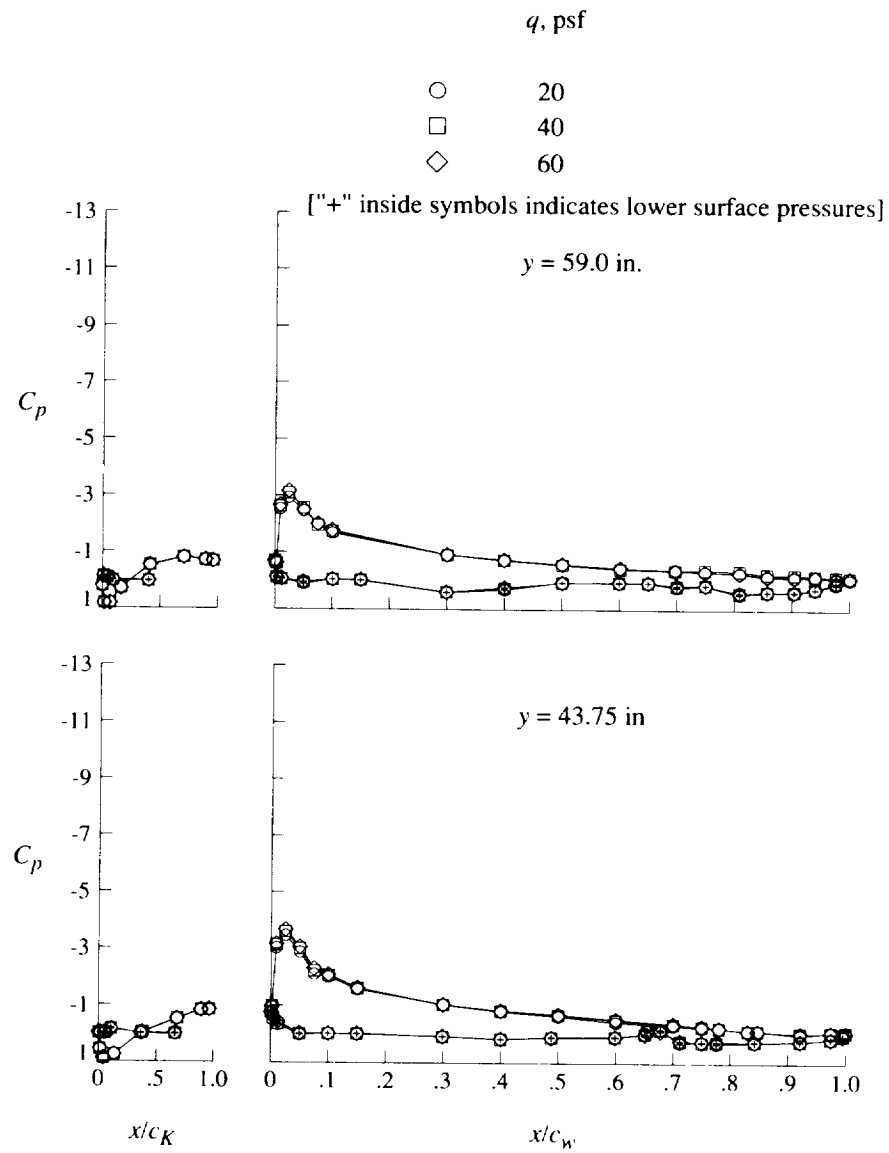 q, psf
20
40
60
["+" inside symbols indicates lower surface pressures]
y = 59.0 in.
-13
-11
-9
-7
-5
-3
-1
1
C_p
y = 43.75 in
-13
-11
-9
-7
-5
-3
-1
1
C_p
0 .5 1.0
0 .1 .2 .3 .4 .5 .6 .7 .8 .9 1.0
x/c_K
x/c_w